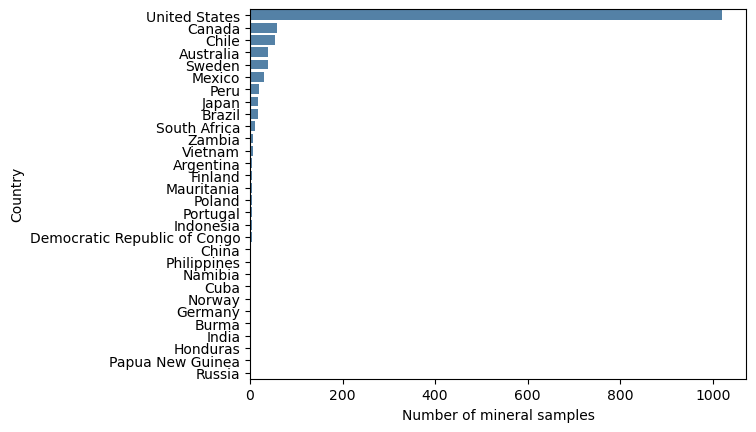 United States
Canada
Chile
Australia
Sweden
Mexico
Peru
Japan
Brazil
South Africa
Zambia
Vietnam
Argentina
Finland
Mauritania
Poland
Portugal
Indonesia
Democratic Republic of Congo
China
Philippines
Namibia
Cuba
Norway
Germany
Burma
India
Honduras
Papua New Guinea
Russia
Country
0 200 400 600 800 1000
Number of mineral samples